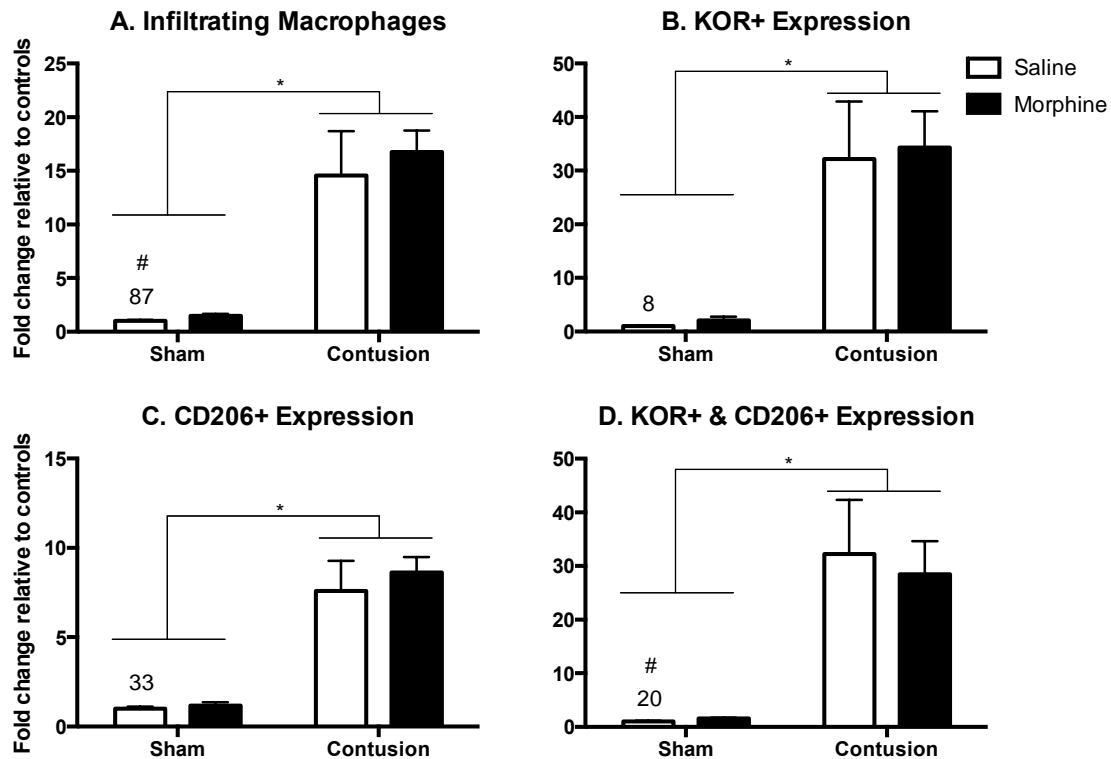 A. Infiltrating Macrophages
Fold change relative to controls
25
20
15
10
5
0
*
#
87
Sham Contusion
B. KOR+ Expression
50
40
30
20
10
0
*
8
Sham Contusion
Saline
Morphine
C. CD206+ Expression
Fold change relative to controls
15
10
5
0
*
33
Sham Contusion
D. KOR+ & CD206+ Expression
50
40
30
20
10
0
*
#
20
Sham Contusion